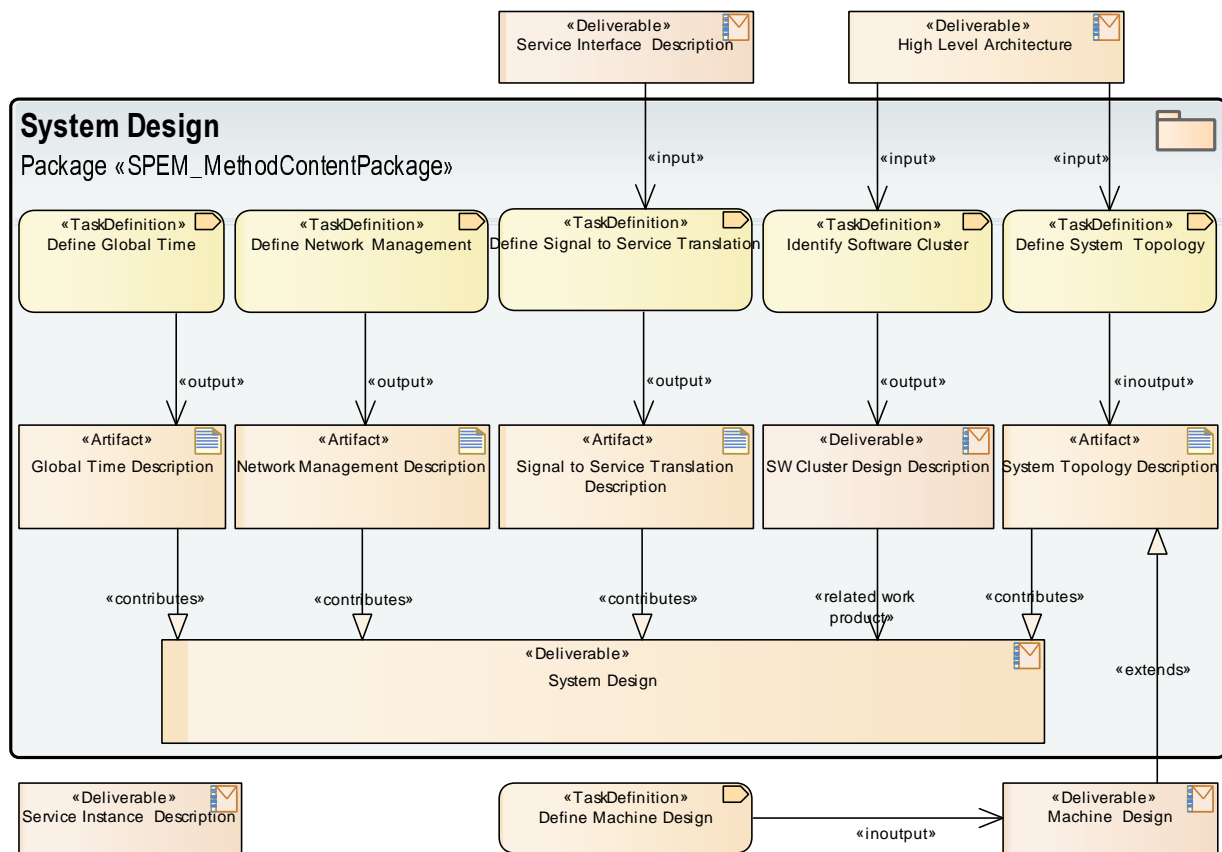 «Deliverable»
Service Interface Description
«Deliverable»
High Level Architecture
System Design
Package «SPEM_MethodContentPackage»
«input»
«input»
«input»
«TaskDefinition»
Define Global Time
«TaskDefinition»
Define Network Management
«TaskDefinition»
Define Signal to Service Translation
«TaskDefinition»
Identify Software Cluster
«TaskDefinition»
Define System Topology
«output»
«output»
«output»
«output»
«inoutput»
«Artifact»
Global Time Description
«Artifact»
Network Management Description
«Artifact»
Signal to Service Translation
Description
«Deliverable»
SW Cluster Design Description
«Artifact»
System Topology Description
«contributes»
«contributes»
«contributes»
«related work
product»
«contributes»
«Deliverable»
System Design
«extends»
«Deliverable»
Service Instance Description
«TaskDefinition»
Define Machine Design
«inoutput»
«Deliverable»
Machine Design